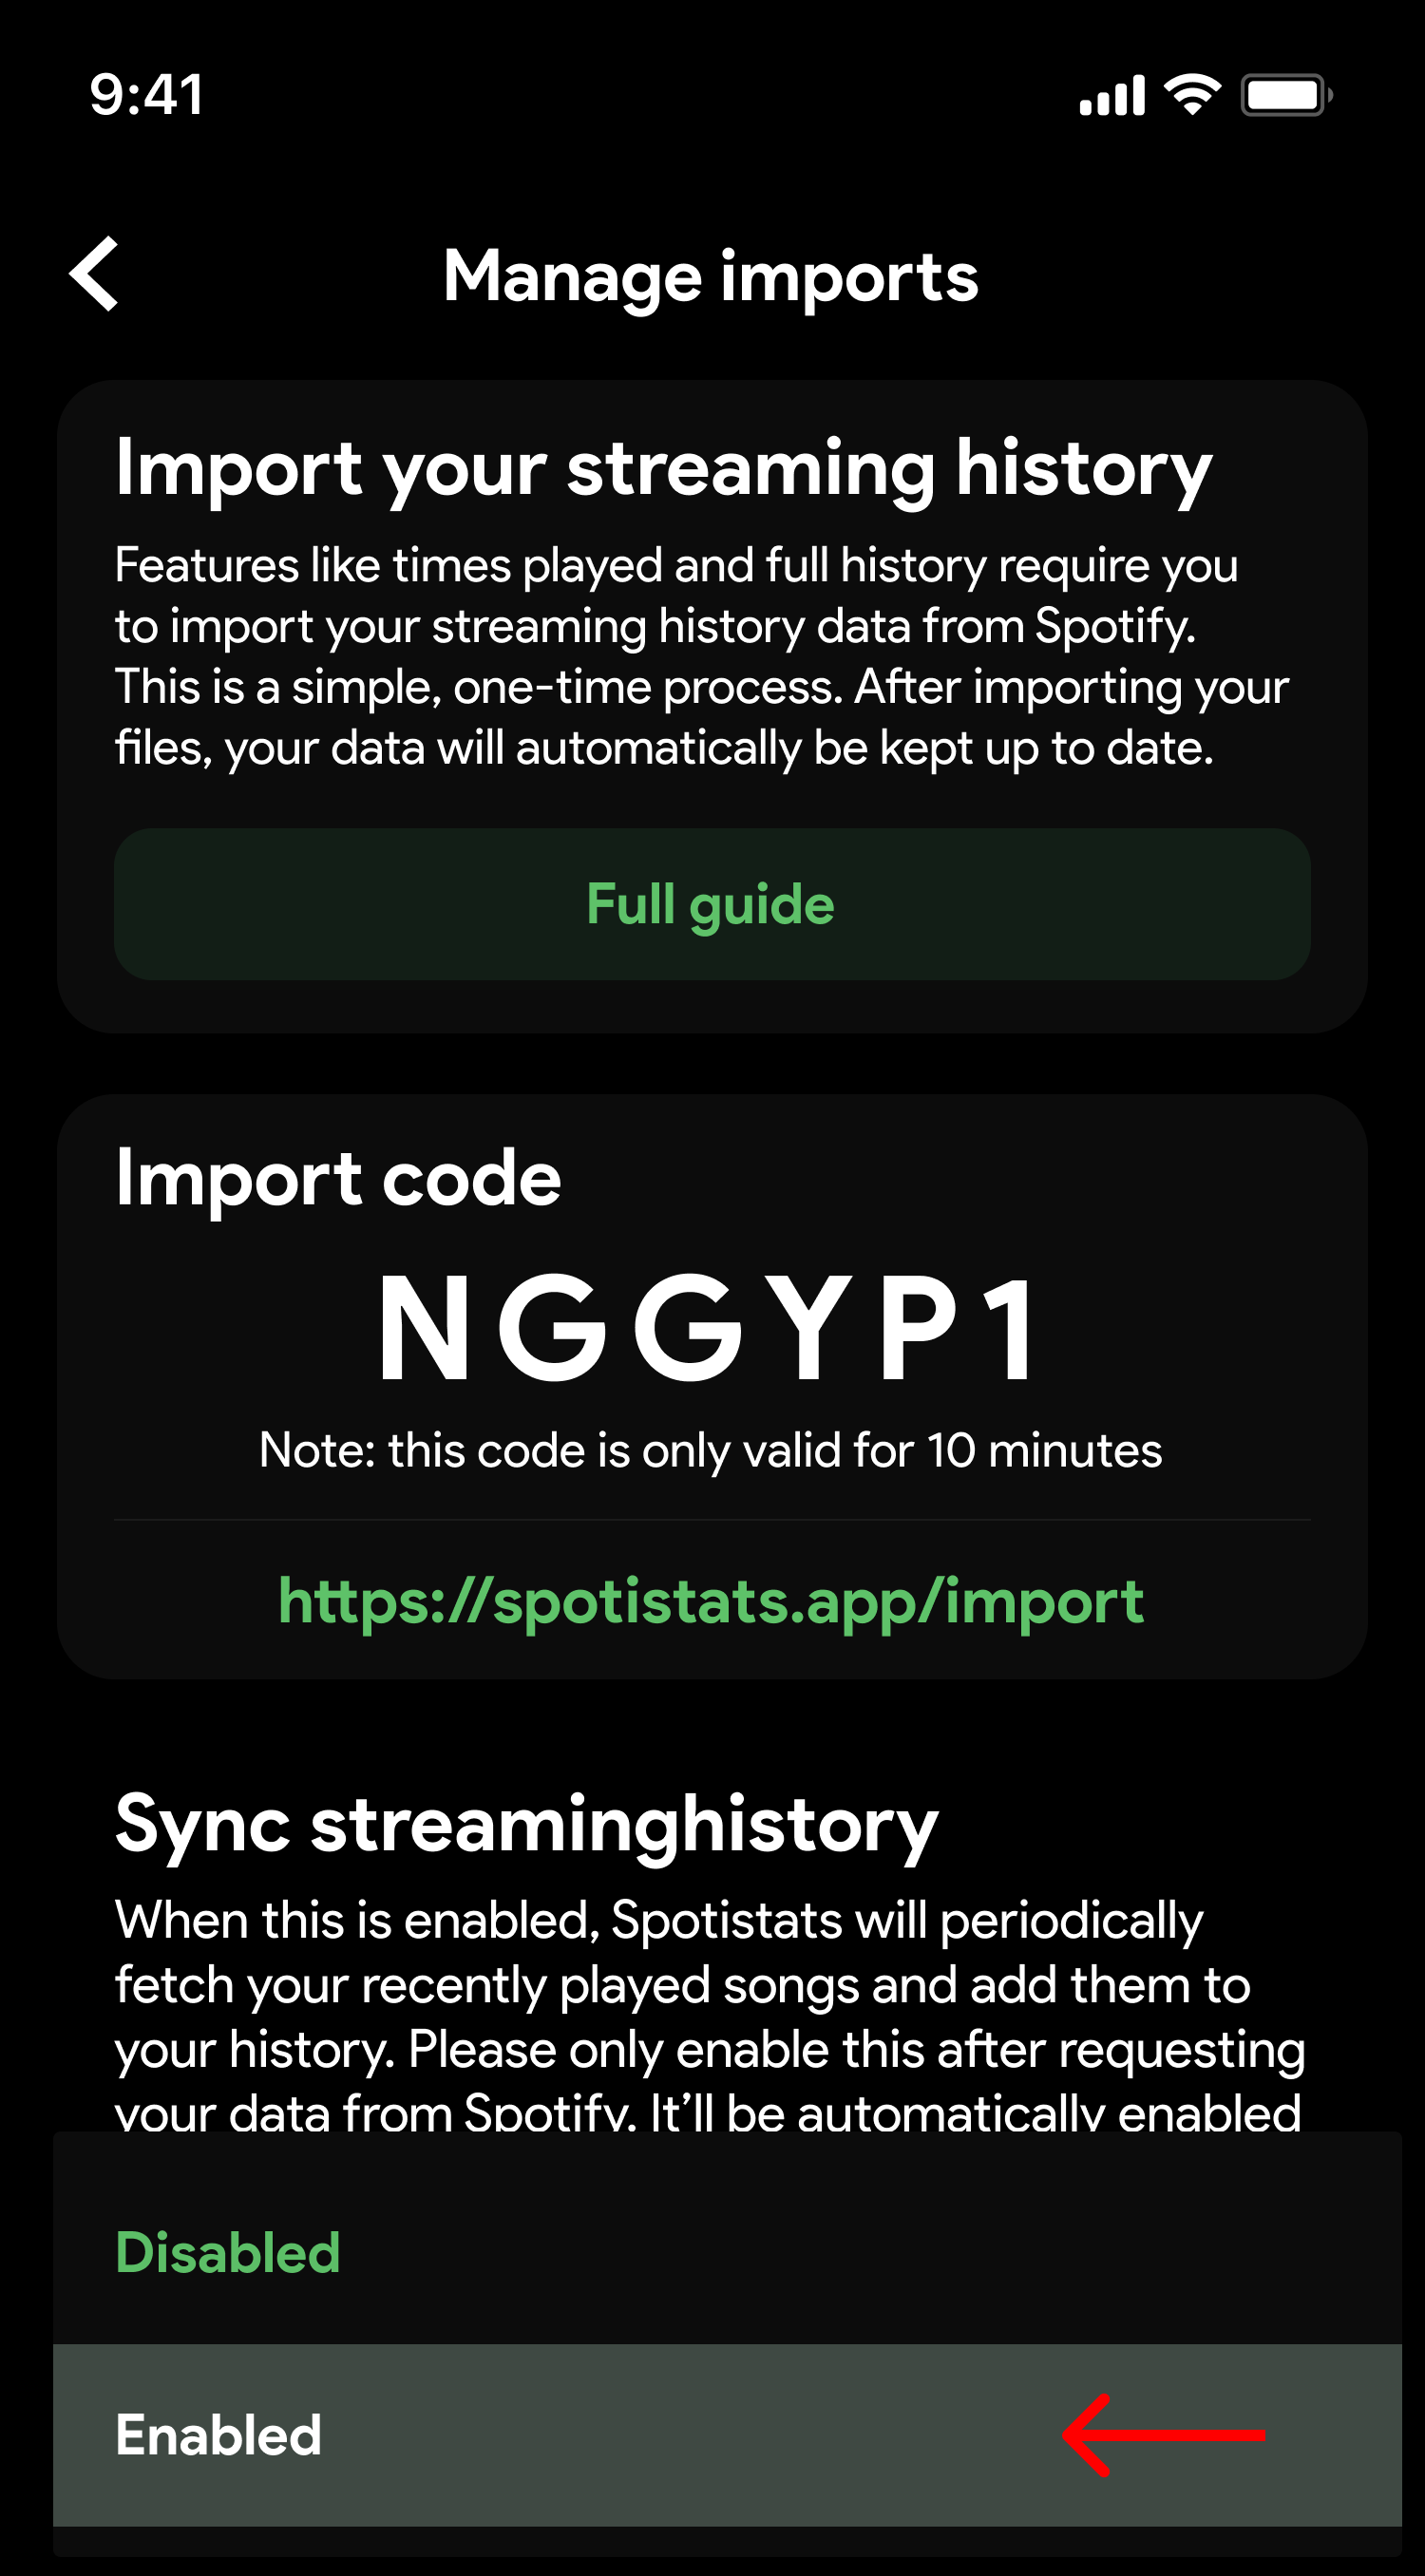 9:41
Manage imports
Import your streaming history
Features like times played and full history require you
to import your streaming history data from Spotify.
This is a simple, one-time process. After importing your
files, your data will automatically be kept up to date.
Full guide
Import code
NGGYP1
Note: this code is only valid for 10 minutes
https://spotistats.app/import
Sync streaminghistory
When this is enabled, Spotistats will periodically
fetch your recently played songs and add them to
your history. Please only enable this after requesting
your data from Spotify. It’ll be automatically enabled
Disabled
Enabled